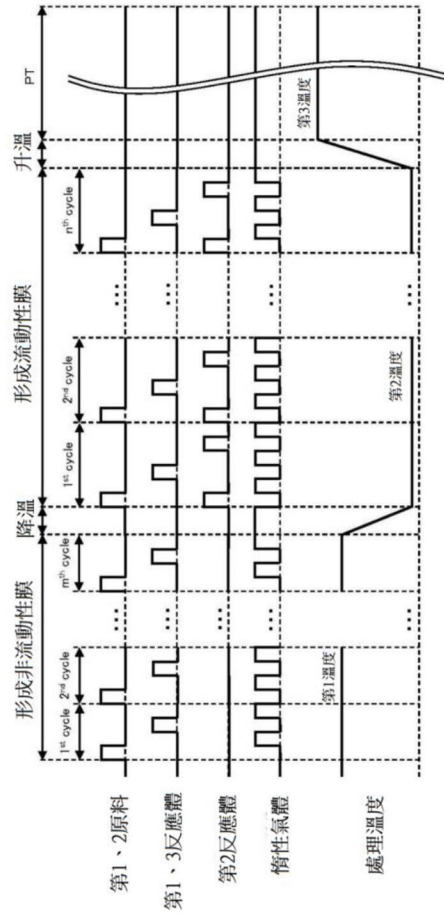 形成非流動性膜
降溫
形成流動性膜
升溫
PT
1st cycle
2nd cycle
...
mth cycle
1st cycle
2nd cycle
...
nth cycle
第1、2原料
第1、3反應體
...
...
第2反應體
...
...
惰性氣體
...
...
處理溫度
第1溫度
第2溫度
第3溫度
...
...